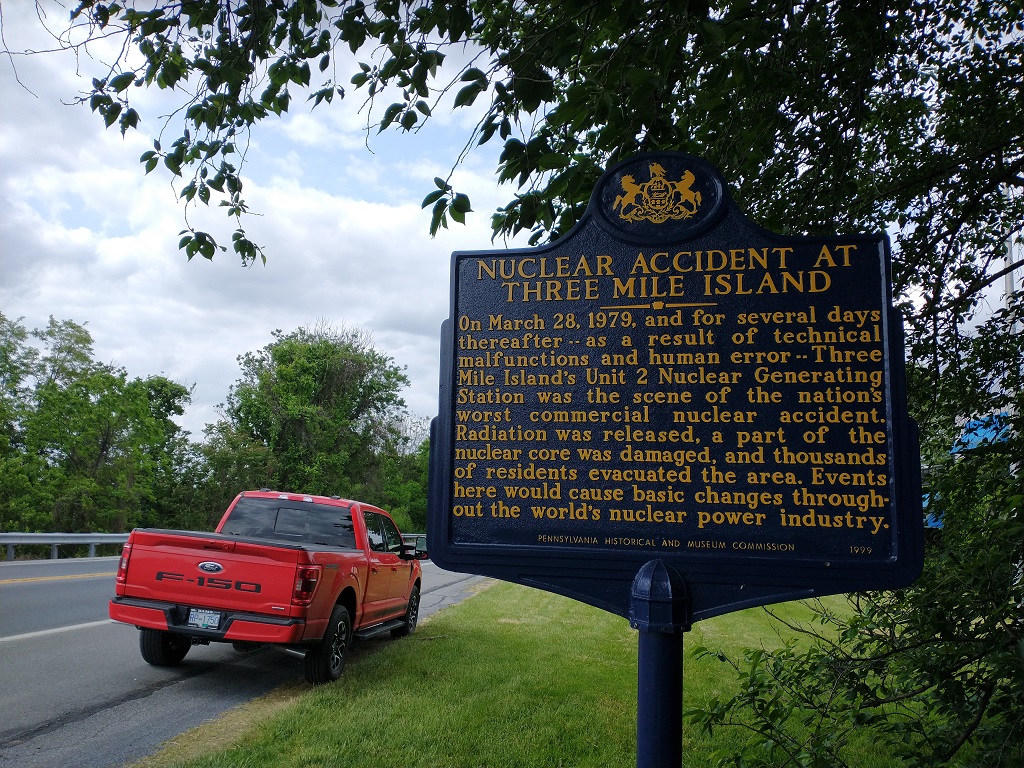 NUCLEAR ACCIDENT AT
THREE MILE ISLAND
On March 28, 1979, and for several days
thereafter -- as a result of technical
malfunctions and human error -- Three
Mile Island's Unit 2 Nuclear Generating
Station was the scene of the nation's
worst commercial nuclear accident.
Radiation was released, a part of the
nuclear core was damaged, and thousands
of residents evacuated the area. Events
here would cause basic changes through-
out the world's nuclear power industry.
PENNSYLVANIA HISTORICAL AND MUSEUM COMMISSION 1999
Ford
F-150